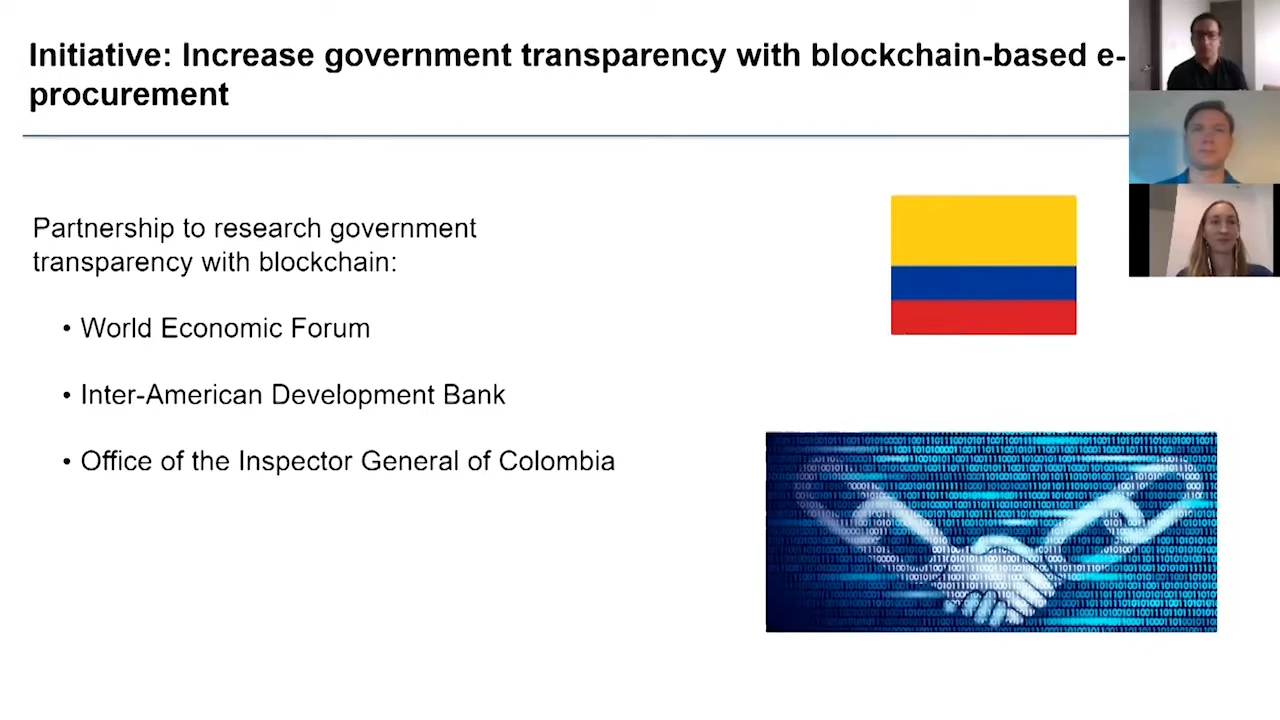 Initiative: Increase government transparency with blockchain-based e-
procurement
Partnership to research government
transparency with blockchain:
• World Economic Forum
• Inter-American Development Bank
• Office of the Inspector General of Colombia